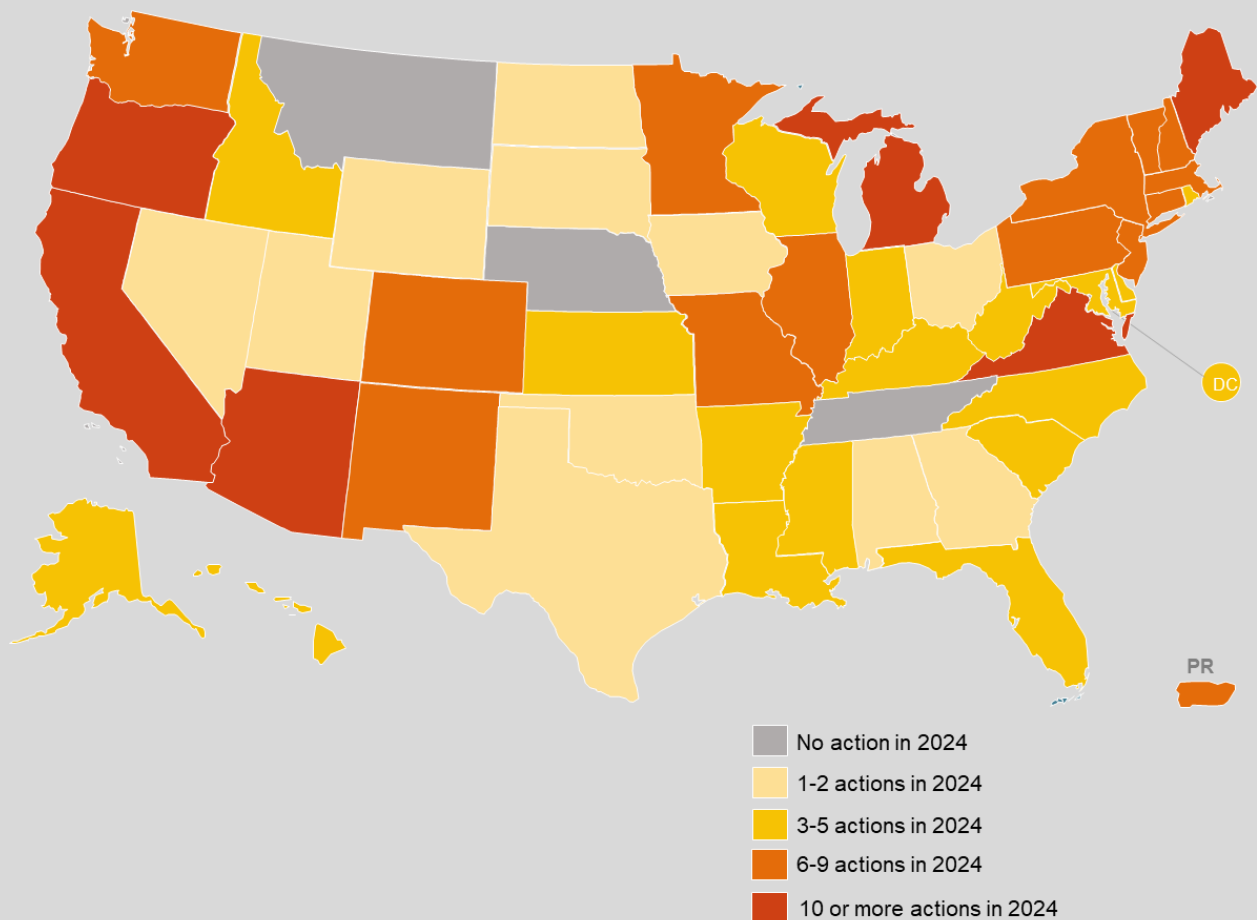 DC
PR
No action in 2024
1-2 actions in 2024
3-5 actions in 2024
6-9 actions in 2024
10 or more actions in 2024